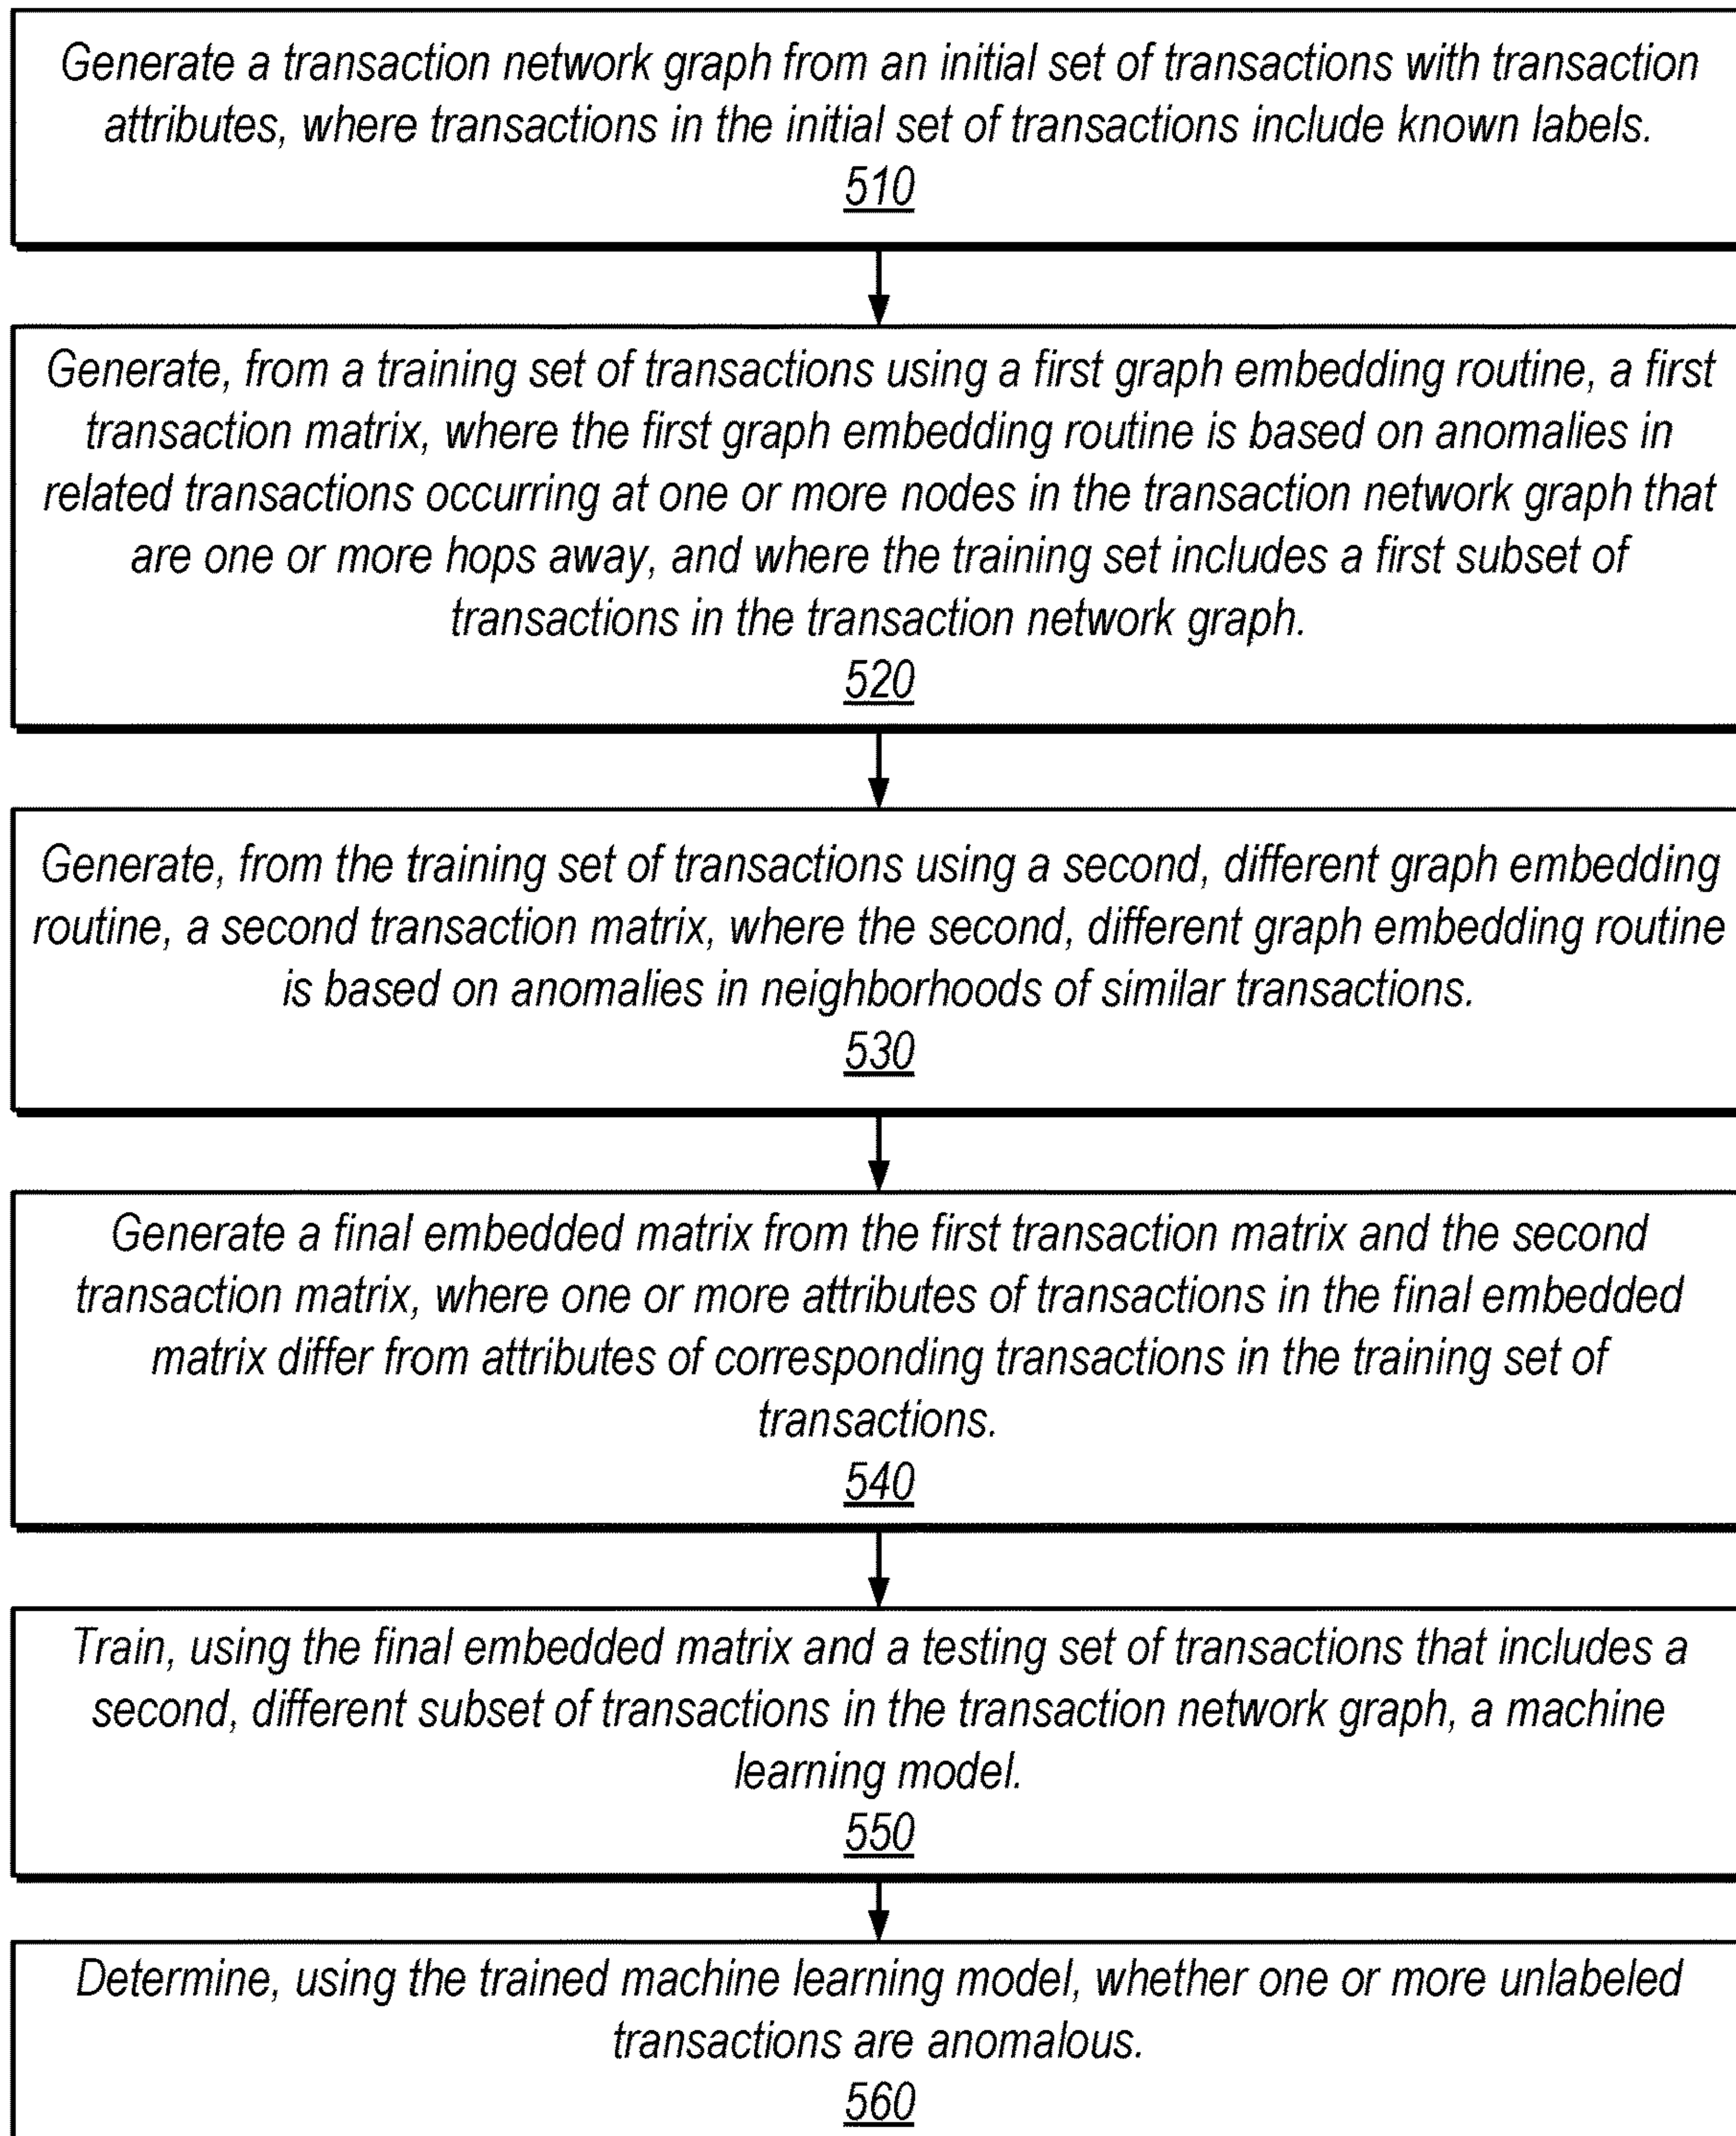 Generate a transaction network graph from an initial set of transactions with transaction
attributes, where transactions in the initial set of transactions include known labels.
510
Generate, from a training set of transactions using a first graph embedding routine, a first
transaction matrix, where the first graph embedding routine is based on anomalies in
related transactions occurring at one or more nodes in the transaction network graph that
are one or more hops away, and where the training set includes a first subset of
transactions in the transaction network graph.
520
Generate, from the training set of transactions using a second, different graph embedding
routine, a second transaction matrix, where the second, different graph embedding routine
is based on anomalies in neighborhoods of similar transactions.
530
Generate a final embedded matrix from the first transaction matrix and the second
transaction matrix, where one or more attributes of transactions in the final embedded
matrix differ from attributes of corresponding transactions in the training set of
transactions.
540
Train, using the final embedded matrix and a testing set of transactions that includes a
second, different subset of transactions in the transaction network graph, a machine
learning model.
550
Determine, using the trained machine learning model, whether one or more unlabeled
transactions are anomalous.
560